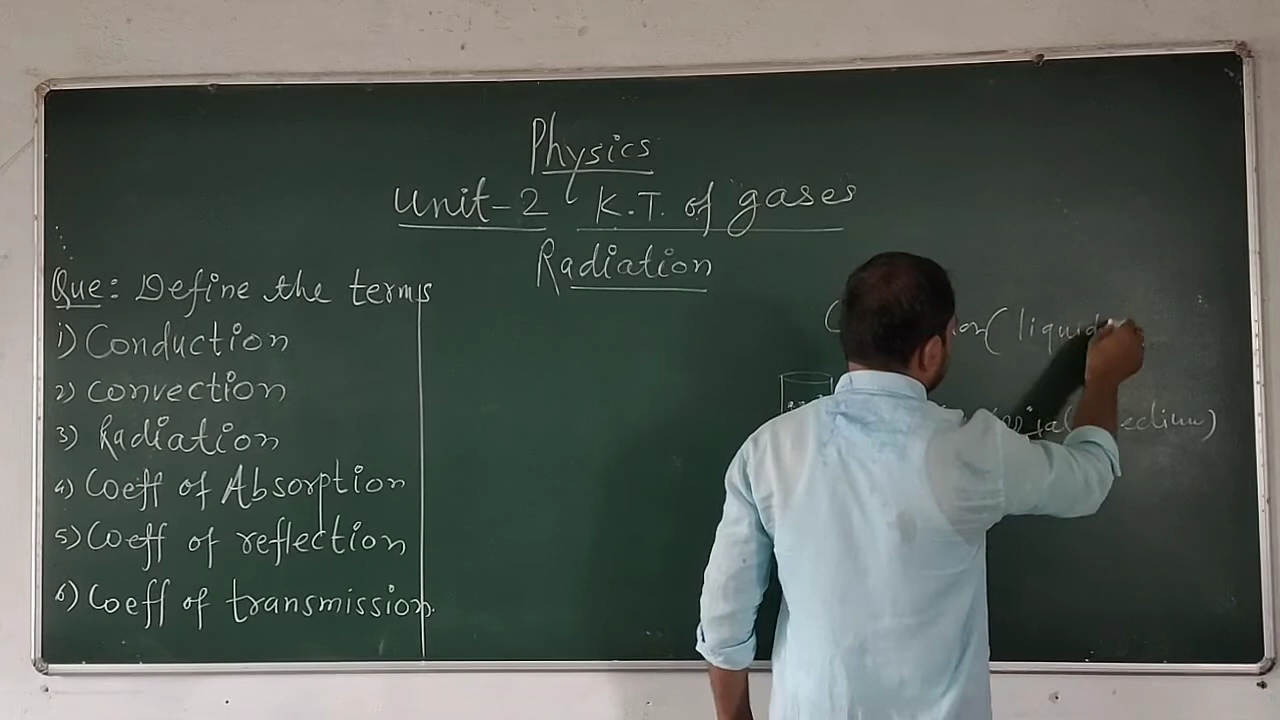 Physics
Unit-2 K.T. of gases
Radiation
Que: Define the terms
1) Conduction
2) Convection
3) Radiation
4) Coeff of Absorption
5) Coeff of reflection
6) Coeff of transmission.
(liquid